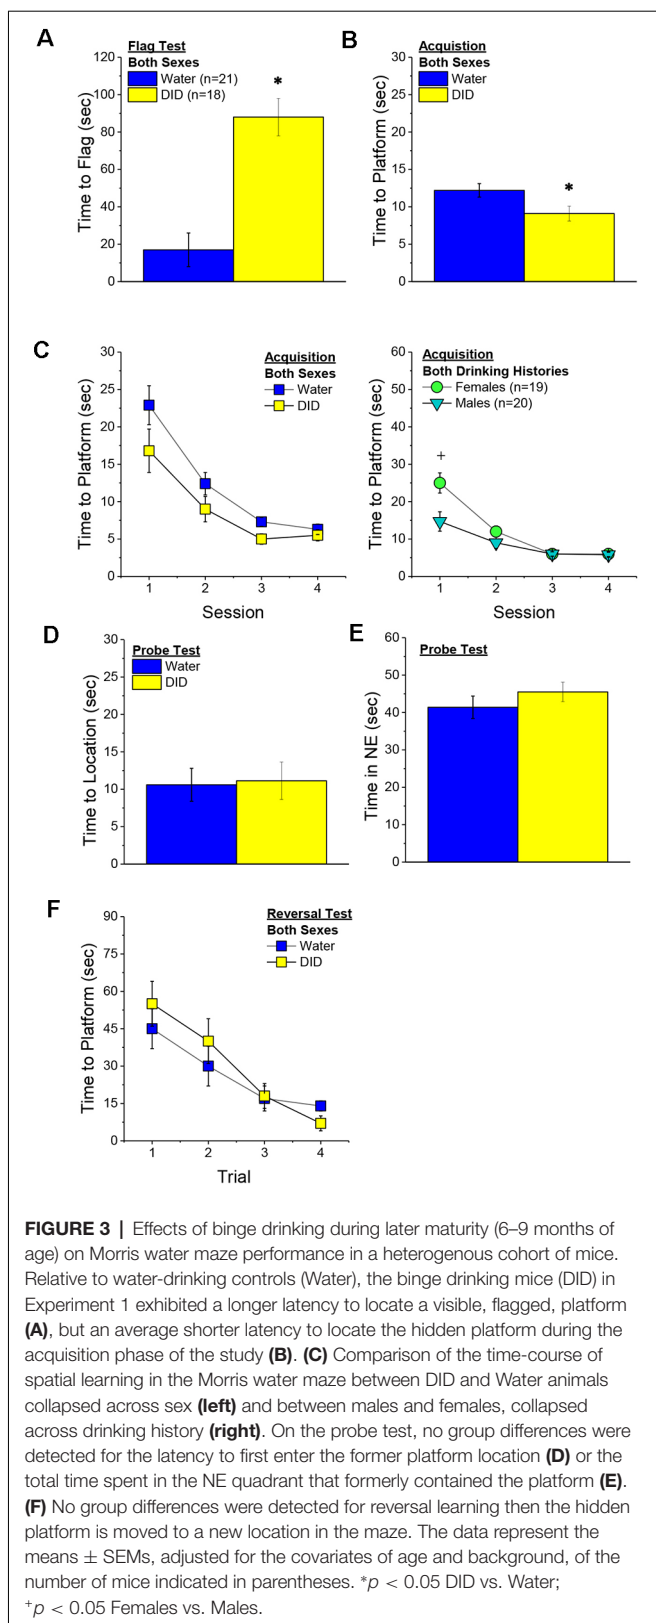 A
Flag Test
Both Sexes
Water (n=21)
DID (n=18)
*
Time to Flag (sec)
120
100
80
60
40
20
0
B
Acquistion
Both Sexes
Water
DID
*
Time to Platform (sec)
30
25
20
15
10
5
0
C
Acquisition
Both Sexes
Water
DID
Time to Platform (sec)
30
25
20
15
10
5
0
1 2 3 4
Session
Acquisition
Both Drinking Histories
Females (n=19)
Males (n=20)
+
Time to Platform (sec)
60
50
40
30
20
10
0
1 2 3 4
Session
D
Probe Test
Water
DID
Time to Location (sec)
30
25
20
15
10
5
0
E
Probe Test
Time in NE (sec)
60
50
40
30
20
10
0
F
Reversal Test
Both Sexes
Water
DID
Time to Platform (sec)
90
75
60
45
30
15
0
1 2 3 4
Trial
FIGURE 3 | Effects of binge drinking during later maturity (6–9 months of
age) on Morris water maze performance in a heterogenous cohort of mice.
Relative to water-drinking controls (Water), the binge drinking mice (DID) in
Experiment 1 exhibited a longer latency to locate a visible, flagged, platform
(A), but an average shorter latency to locate the hidden platform during the
acquisition phase of the study (B). (C) Comparison of the time-course of
spatial learning in the Morris water maze between DID and Water animals
collapsed across sex (left) and between males and females, collapsed
across drinking history (right). On the probe test, no group differences were
detected for the latency to first enter the former platform location (D) or the
total time spent in the NE quadrant that formerly contained the platform (E).
(F) No group differences were detected for reversal learning then the hidden
platform is moved to a new location in the maze. The data represent the
means ± SEMs, adjusted for the covariates of age and background, of the
number of mice indicated in parentheses. *p < 0.05 DID vs. Water;
+p < 0.05 Females vs. Males.